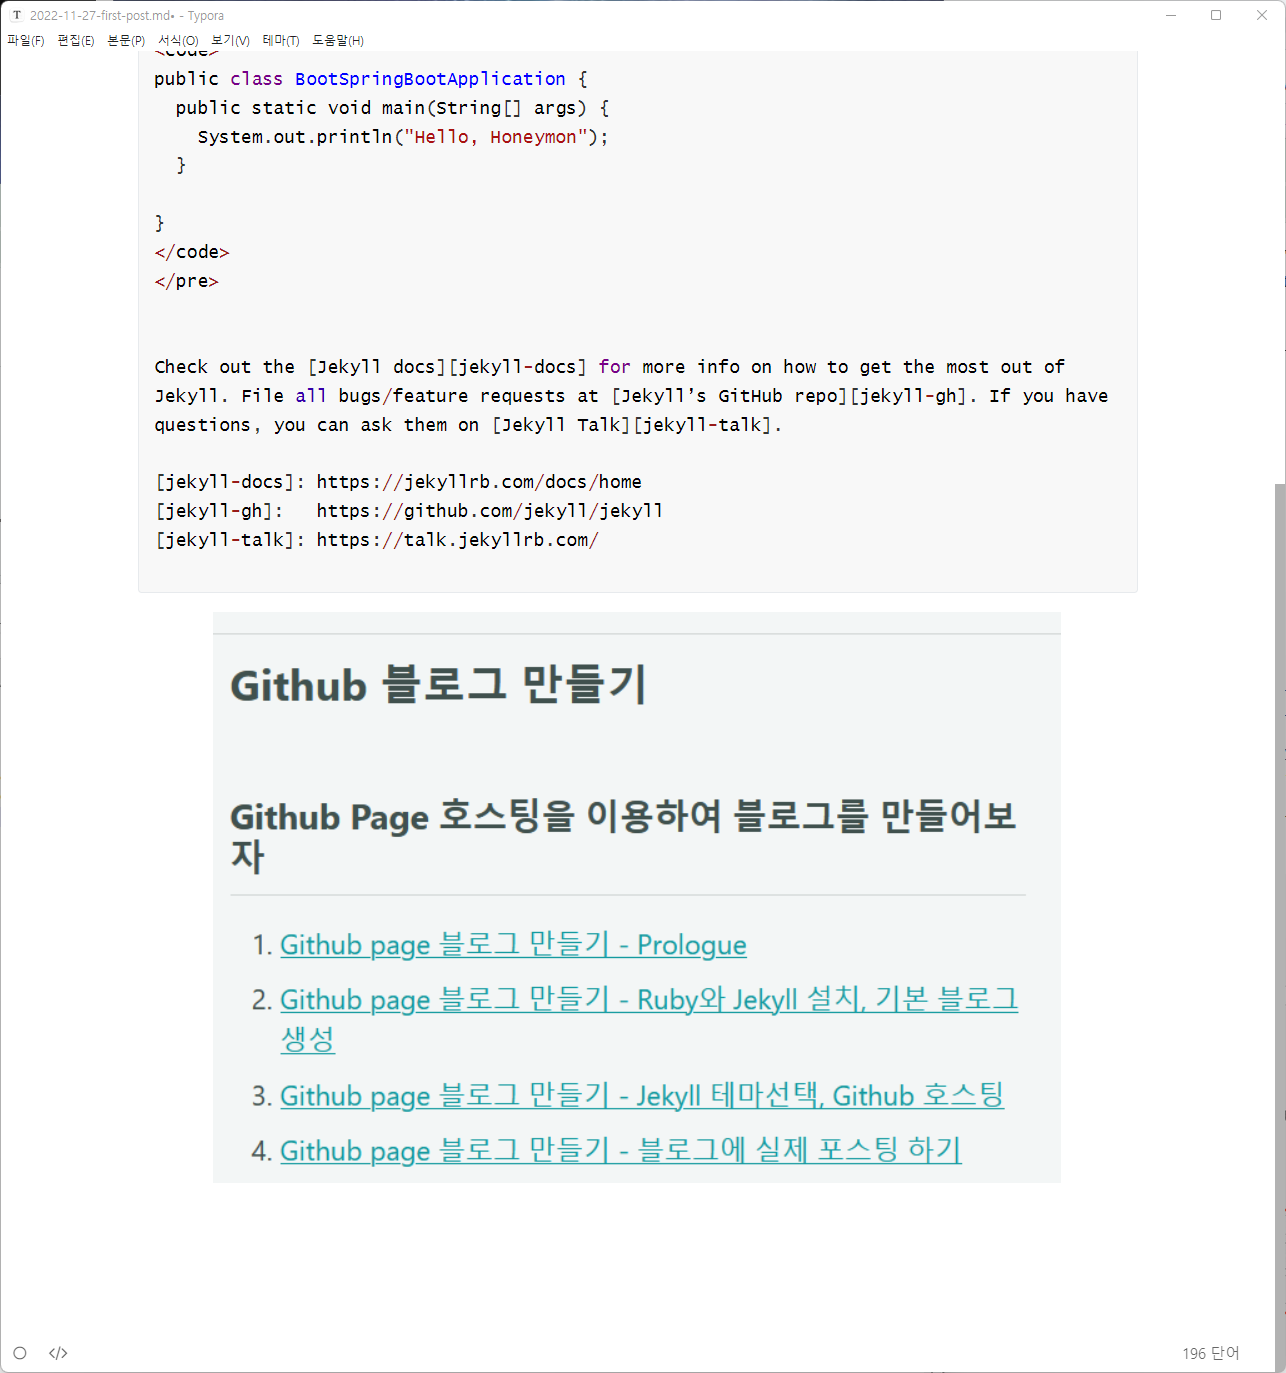 T 2022-11-27-first-post.md• - Typora
파일(F) 편집(E) 본문(P) 서식(O) 보기(V) 테마(T) 도움말(H)
<code>
public class BootSpringBootApplication {
  public static void main(String[] args) {
    System.out.println("Hello, Honeymon");
  }
}
</code>
</pre>
Check out the [Jekyll docs][jekyll-docs] for more info on how to get the most out of
Jekyll. File all bugs/feature requests at [Jekyll’s GitHub repo][jekyll-gh]. If you have
questions, you can ask them on [Jekyll Talk][jekyll-talk].
[jekyll-docs]: https://jekyllrb.com/docs/home
[jekyll-gh]:   https://github.com/jekyll/jekyll
[jekyll-talk]: https://talk.jekyllrb.com/
Github 블로그 만들기
Github Page 호스팅을 이용하여 블로그를 만들어보
자
1. Github page 블로그 만들기 - Prologue
2. Github page 블로그 만들기 - Ruby와 Jekyll 설치, 기본 블로그
생성
3. Github page 블로그 만들기 - Jekyll 테마선택, Github 호스팅
4. Github page 블로그 만들기 - 블로그에 실제 포스팅 하기
</> 196 단어